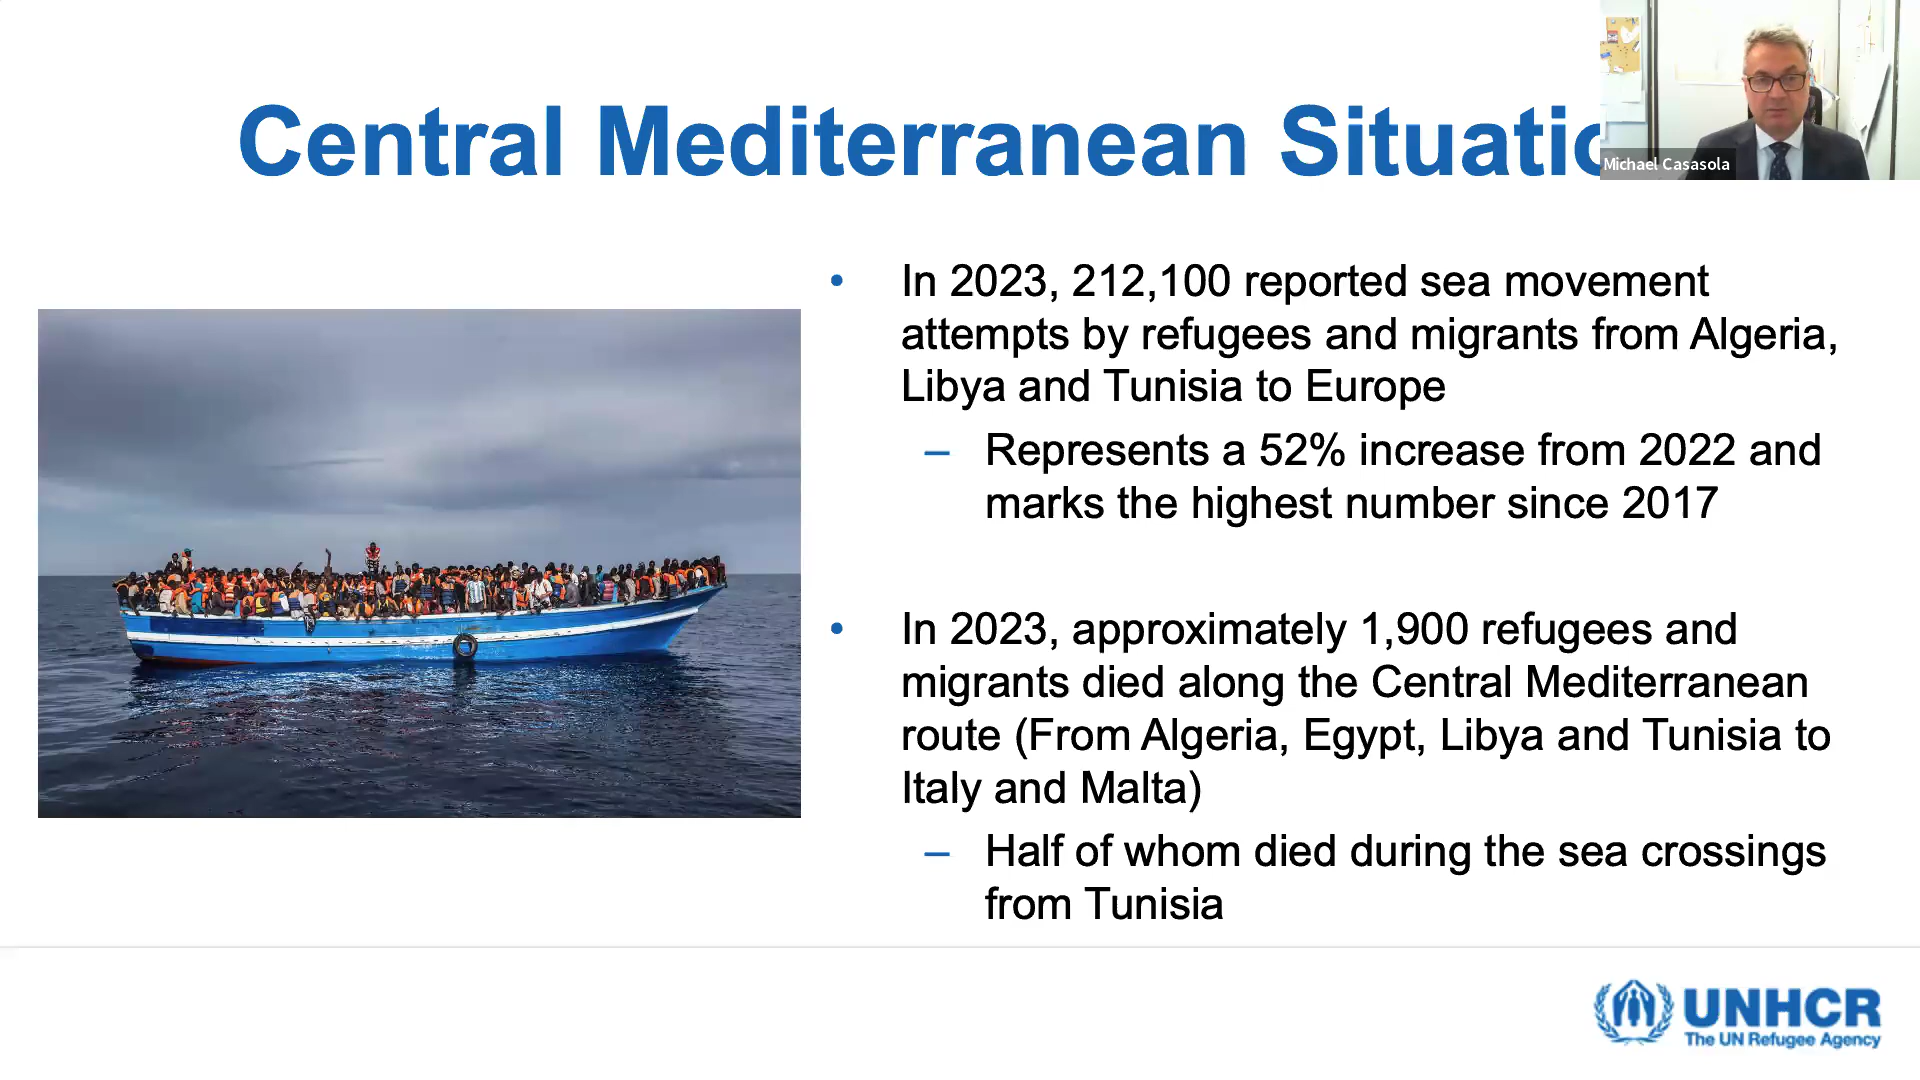 Central Mediterranean Situatio
Michael Casasola
• In 2023, 212,100 reported sea movement
attempts by refugees and migrants from Algeria,
Libya and Tunisia to Europe
– Represents a 52% increase from 2022 and
marks the highest number since 2017
• In 2023, approximately 1,900 refugees and
migrants died along the Central Mediterranean
route (From Algeria, Egypt, Libya and Tunisia to
Italy and Malta)
– Half of whom died during the sea crossings
from Tunisia
UNHCR
The UN Refugee Agency